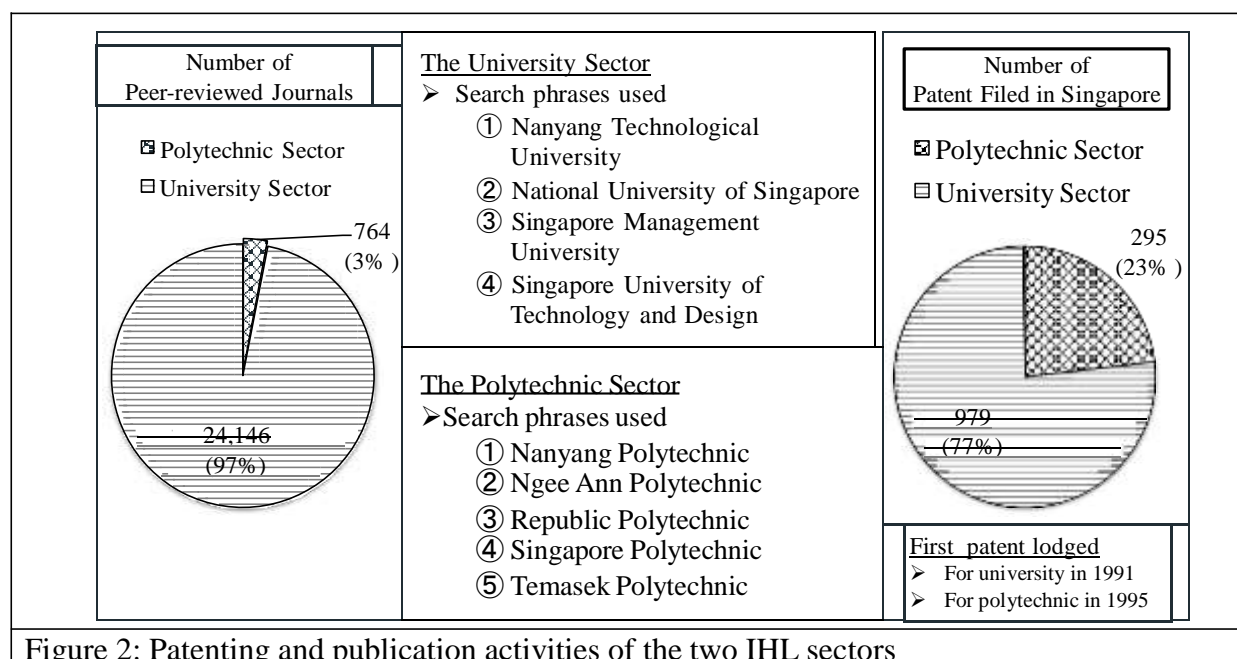 Number of
Peer-reviewed Journals
Polytechnic Sector
University Sector
764
(3% )
24,146
(97%)
The University Sector
➢ Search phrases used
① Nanyang Technological
University
② National University of Singapore
③ Singapore Management
University
④ Singapore University of
Technology and Design
The Polytechnic Sector
➢Search phrases used
① Nanyang Polytechnic
② Ngee Ann Polytechnic
③ Republic Polytechnic
④ Singapore Polytechnic
⑤ Temasek Polytechnic
Number of
Patent Filed in Singapore
Polytechnic Sector
University Sector
295
(23% )
979
(77%)
First patent lodged
➢ For university in 1991
➢ For polytechnic in 1995
Figure 2: Patenting and publication activities of the two IHL sectors